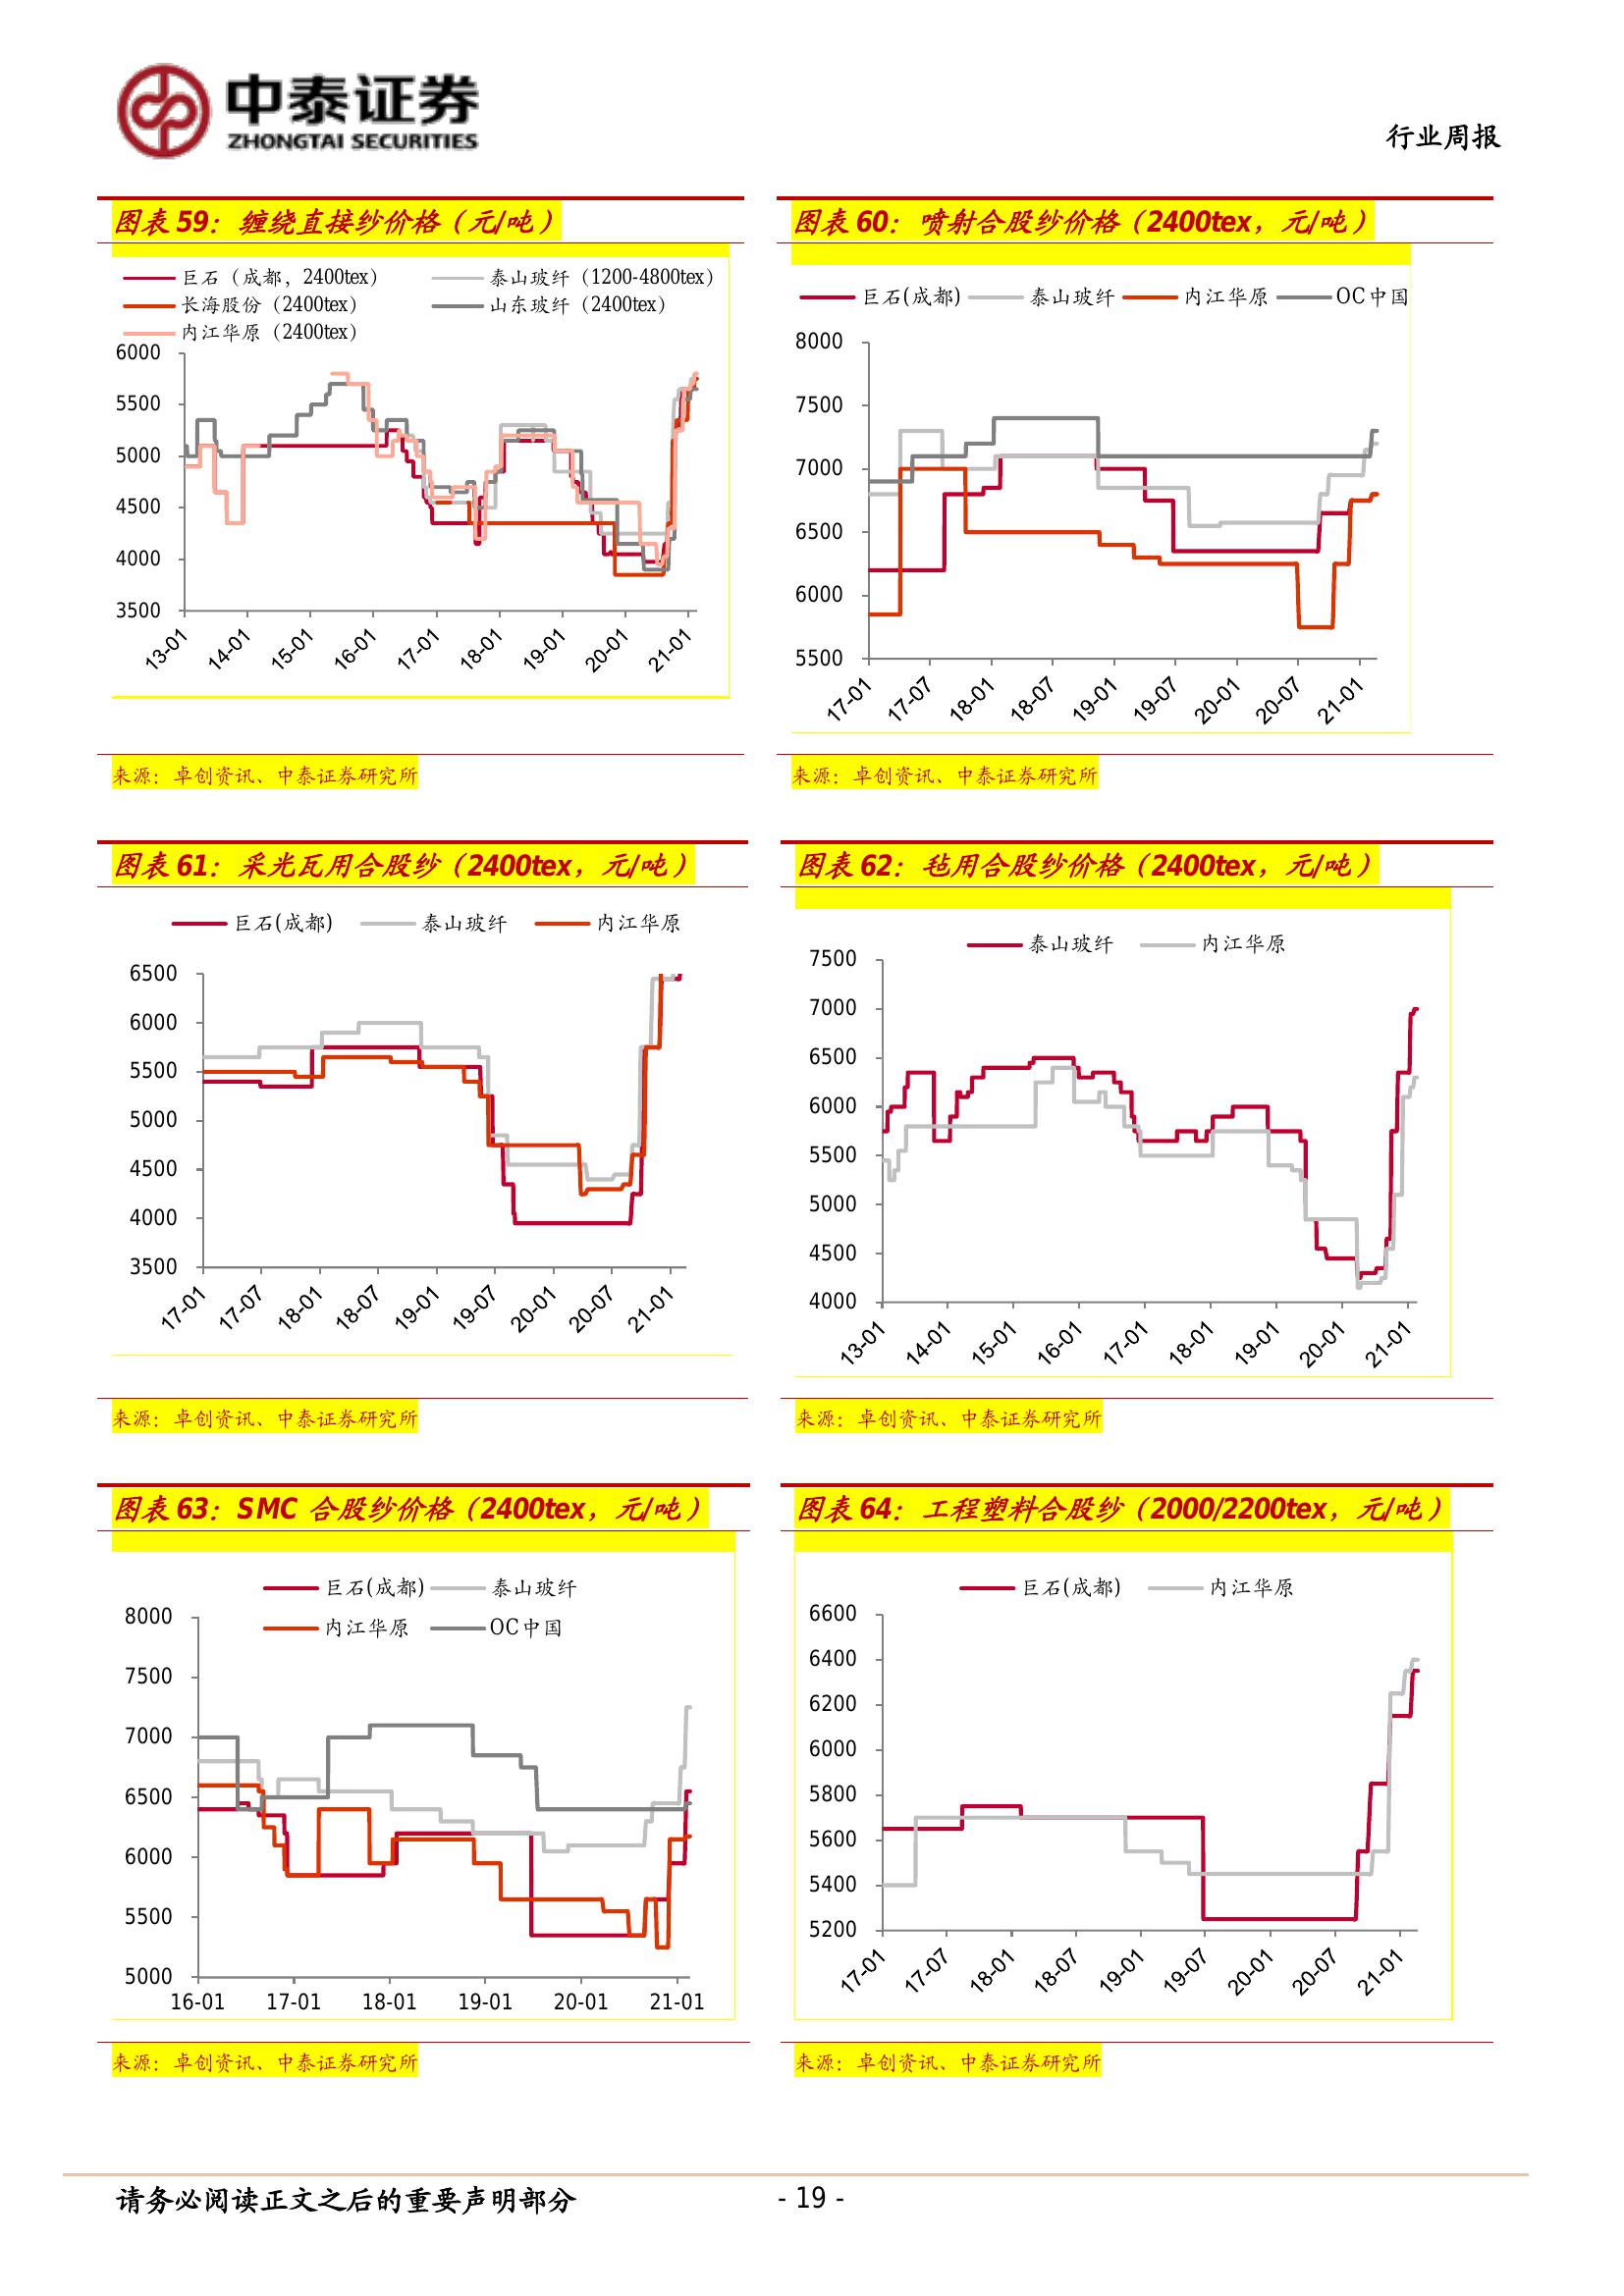 中泰证券
ZHONGTAI SECURITIES
行业周报
图表 59：缠绕直接纱价格（元/吨）
巨石（成都，2400tex）
泰山玻纤（1200-4800tex）
长海股份（2400tex）
山东玻纤（2400tex）
内江华原（2400tex）
6000
5500
5000
4500
4000
3500
13-01 14-01 15-01 16-01 17-01 18-01 19-01 20-01 21-01
来源：卓创资讯、中泰证券研究所
图表 60：喷射合股纱价格（2400tex，元/吨）
巨石(成都) 泰山玻纤 内江华原 OC中国
8000
7500
7000
6500
6000
5500
17-01 17-07 18-01 18-07 19-01 19-07 20-01 20-07 21-01
来源：卓创资讯、中泰证券研究所
图表 61：采光瓦用合股纱（2400tex，元/吨）
巨石(成都) 泰山玻纤 内江华原
6500
6000
5500
5000
4500
4000
3500
17-01 17-07 18-01 18-07 19-01 19-07 20-01 20-07 21-01
来源：卓创资讯、中泰证券研究所
图表 62：毡用合股纱价格（2400tex，元/吨）
泰山玻纤 内江华原
7500
7000
6500
6000
5500
5000
4500
4000
13-01 14-01 15-01 16-01 17-01 18-01 19-01 20-01 21-01
来源：卓创资讯、中泰证券研究所
图表 63：SMC 合股纱价格（2400tex，元/吨）
巨石(成都) 泰山玻纤
内江华原 OC中国
8000
7500
7000
6500
6000
5500
5000
16-01 17-01 18-01 19-01 20-01 21-01
来源：卓创资讯、中泰证券研究所
图表 64：工程塑料合股纱（2000/2200tex，元/吨）
巨石(成都) 内江华原
6600
6400
6200
6000
5800
5600
5400
5200
17-01 17-07 18-01 18-07 19-01 19-07 20-01 20-07 21-01
来源：卓创资讯、中泰证券研究所
请务必阅读正文之后的重要声明部分
- 19 -